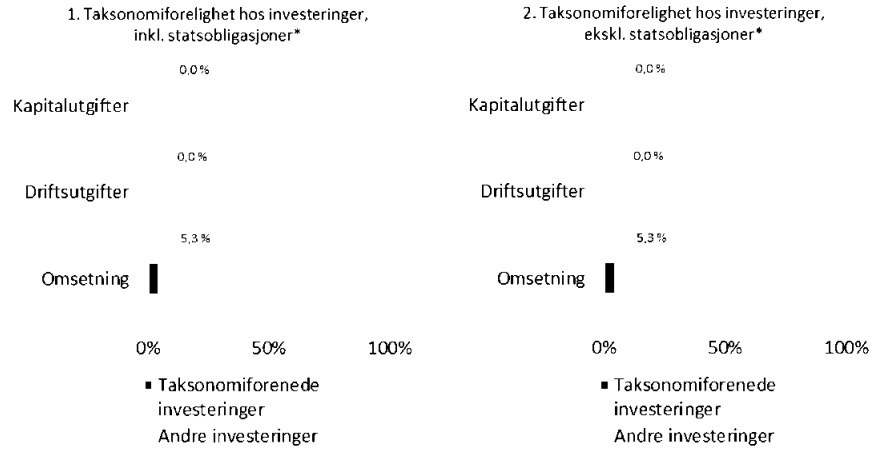 1. Taksonomiforelighet hos investeringer,
inkl. statsobligasjoner*
0,0%
Kapitalutgifter
0,0%
Driftsutgifter
5,3%
Omsetning
0% 50% 100%
Taksonomiforenede
investeringer
Andre investeringer
2. Taksonomiforelighet hos investeringer,
ekskl. statsobligasjoner*
0,0%
Kapitalutgifter
0,0%
Driftsutgifter
5,3%
Omsetning
0% 50% 100%
Taksonomiforenede
investeringer
Andre investeringer